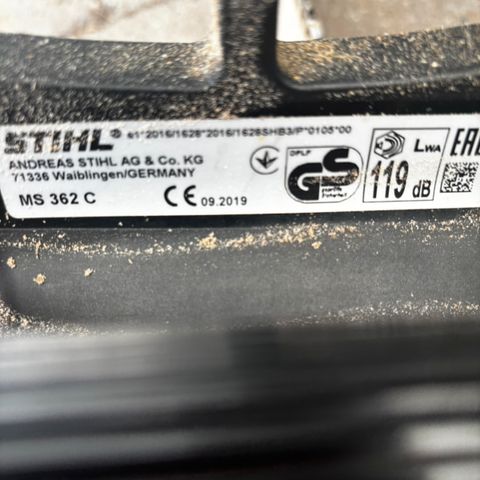 STIHL® e1*2016/1628*2016/1628SHB3/P*0105*00
ANDREAS STIHL AG & Co. KG
71336 Waiblingen/GERMANY
MS 362 C
CE 09.2019
DPLF
GS
LWA
119 dB
EAC